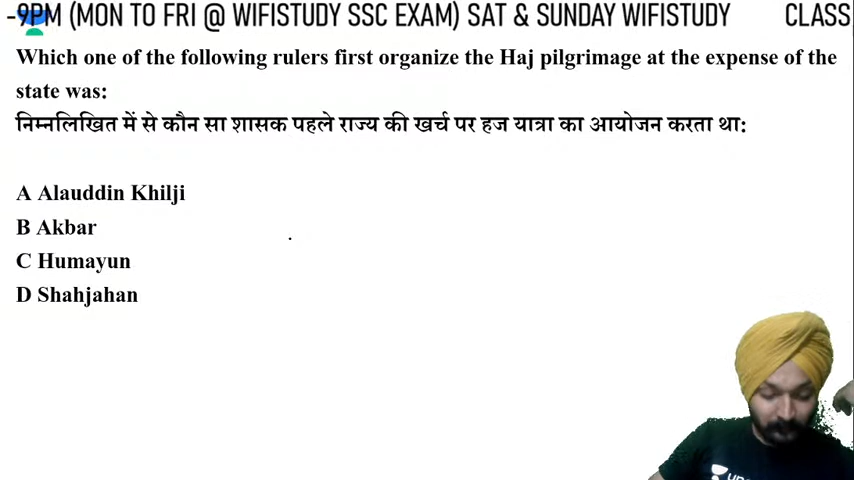 -9PM (MON TO FRI @ WIFISTUDY SSC EXAM) SAT & SUNDAY WIFISTUDY CLASS
Which one of the following rulers first organize the Haj pilgrimage at the expense of the
state was:
निम्नलिखित में से कौन सा शासक पहले राज्य की खर्च पर हज यात्रा का आयोजन करता था:
A Alauddin Khilji
B Akbar
C Humayun
D Shahjahan